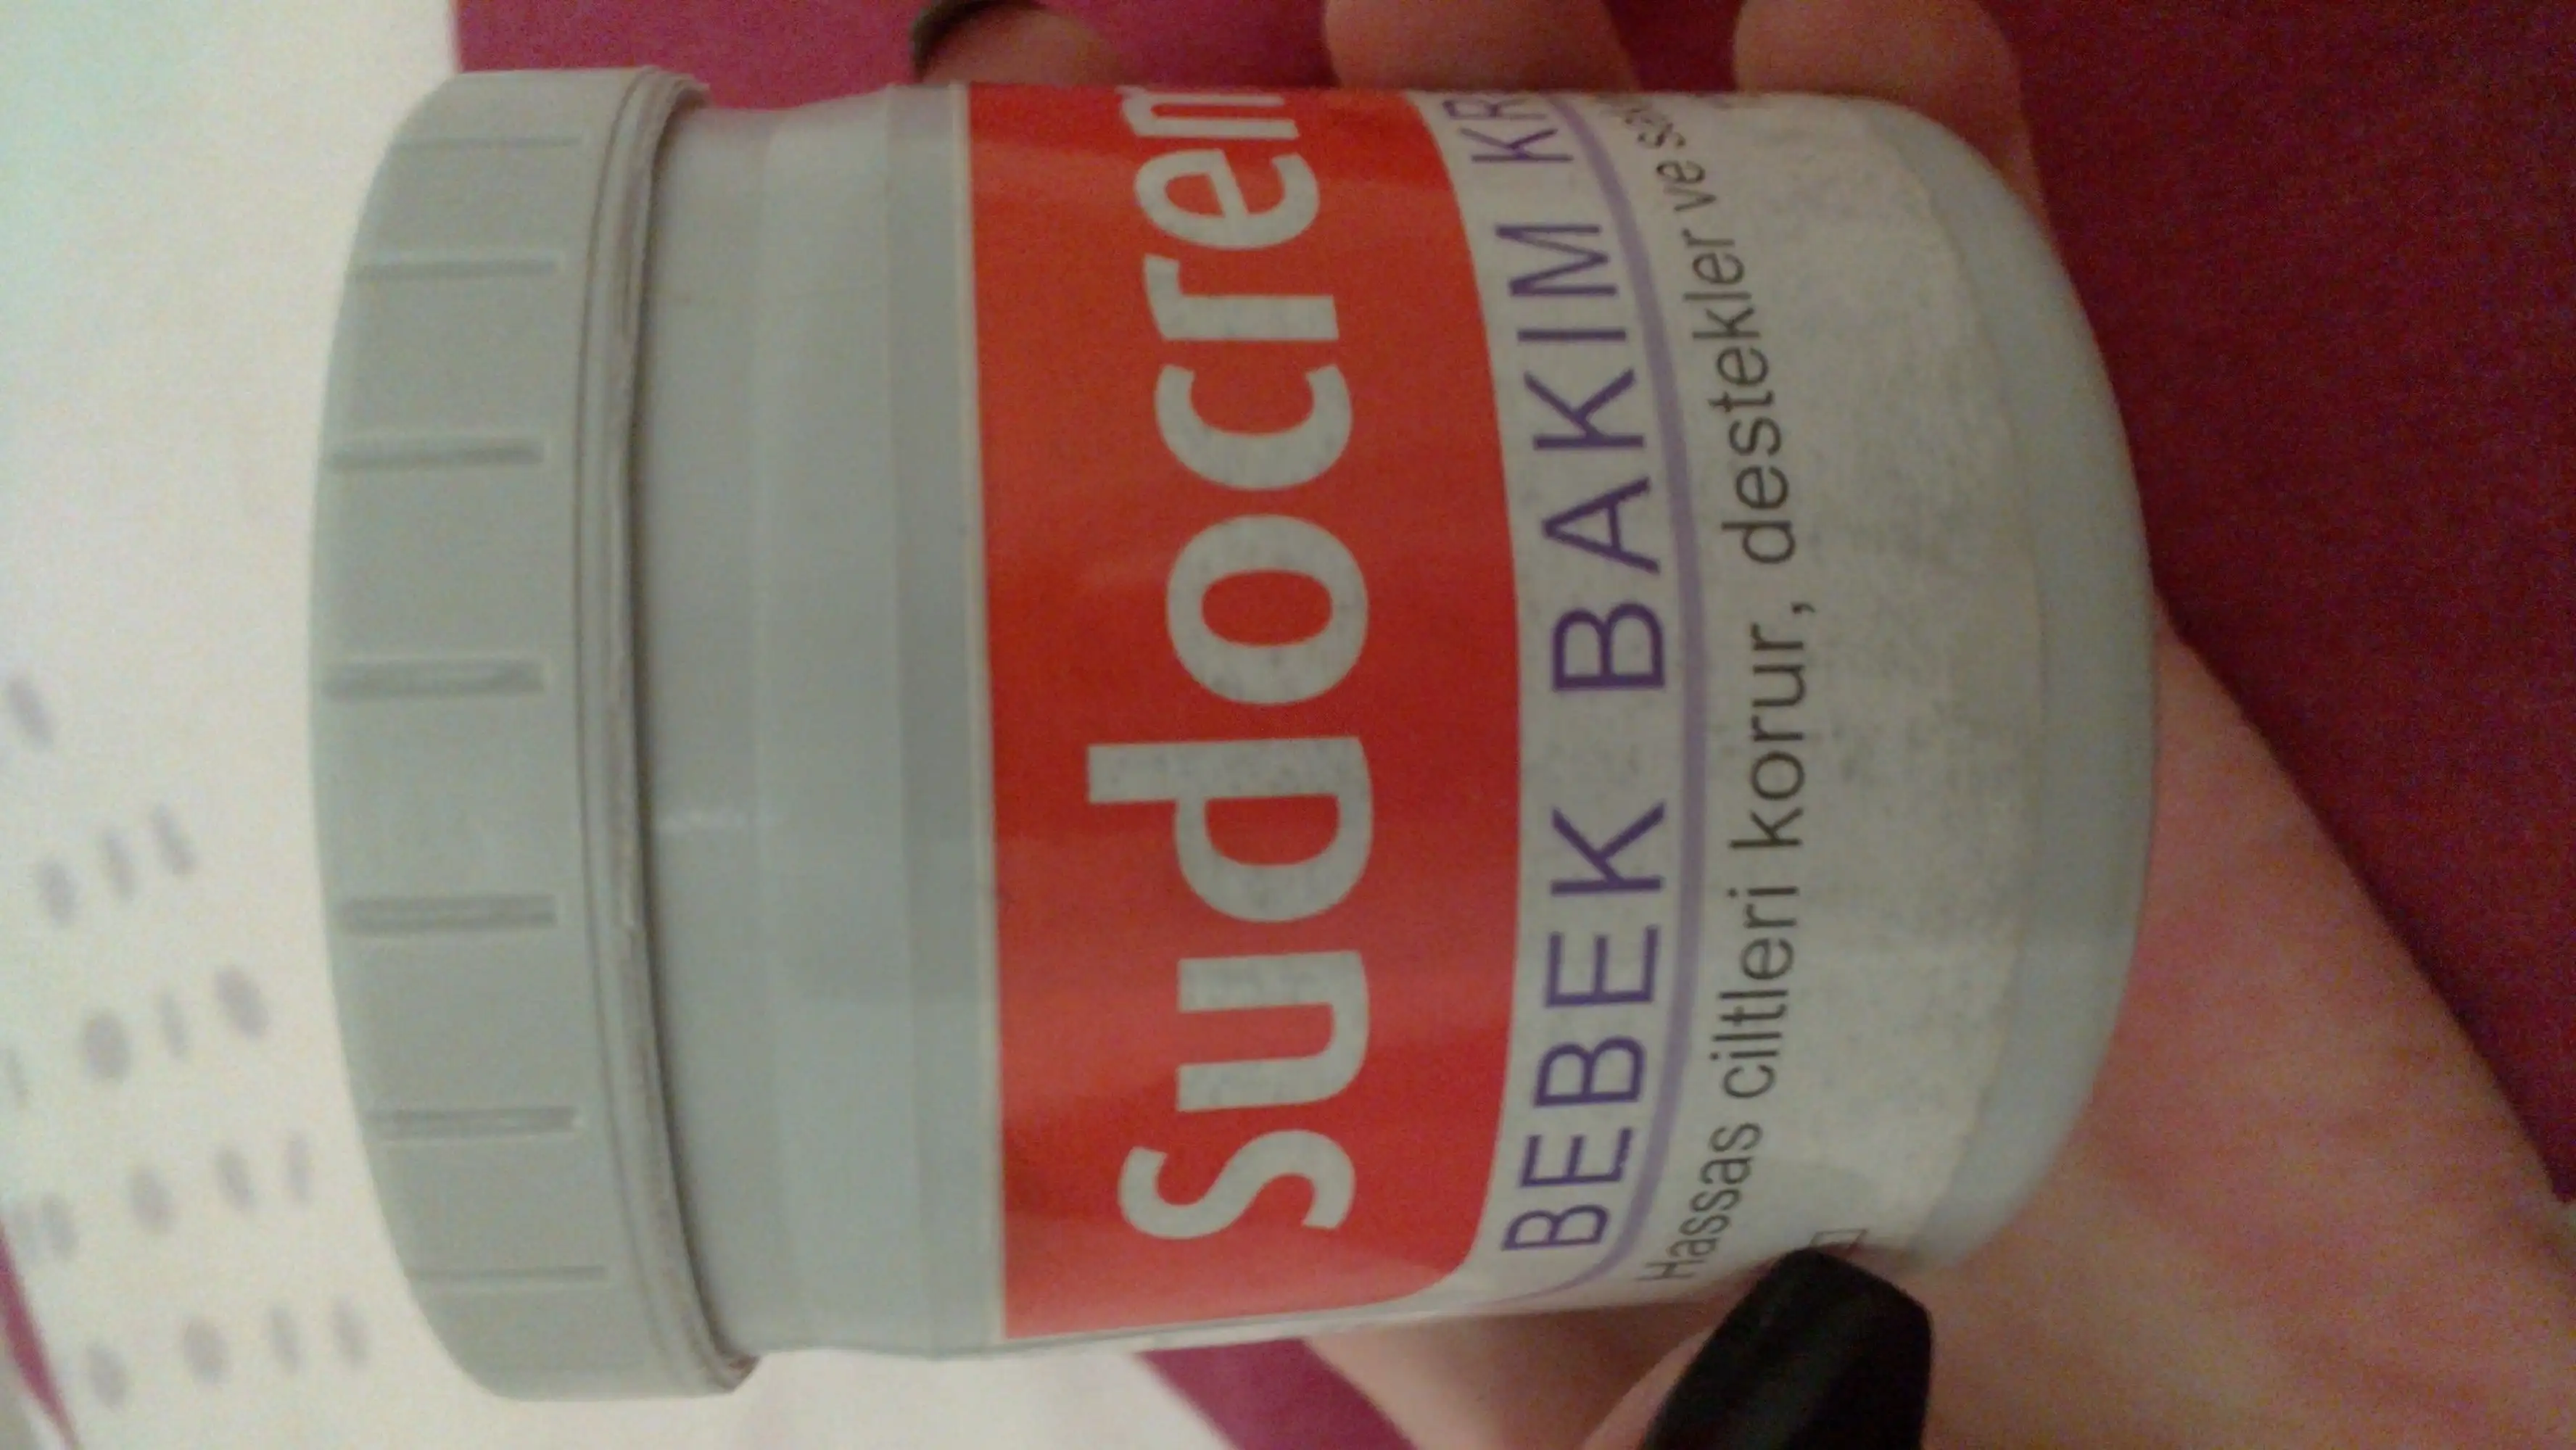 Sudocrem
BEBEK BAKIM
Hassas ciltleri korur, destekler ve